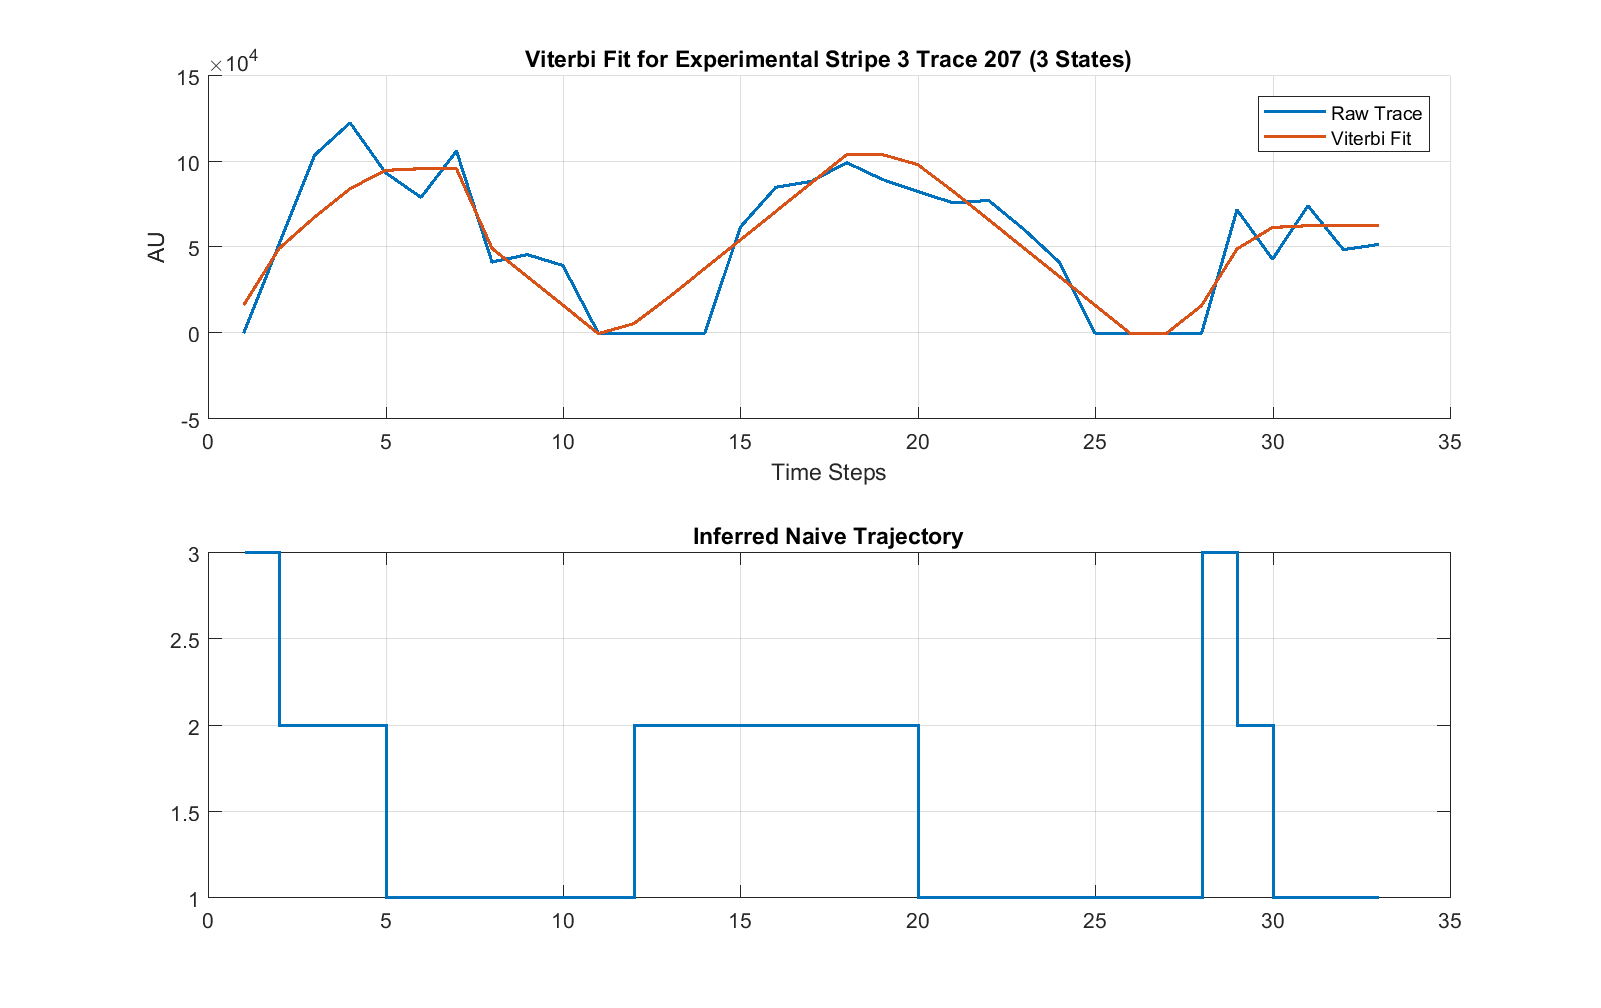 Viterbi Fit for Experimental Stripe 3 Trace 207 (3 States)
×10⁴
15
10
5
0
-5
AU
Raw Trace
Viterbi Fit
0 5 10 15 20 25 30 35
Time Steps
Inferred Naive Trajectory
3
2.5
2
1.5
1
0 5 10 15 20 25 30 35